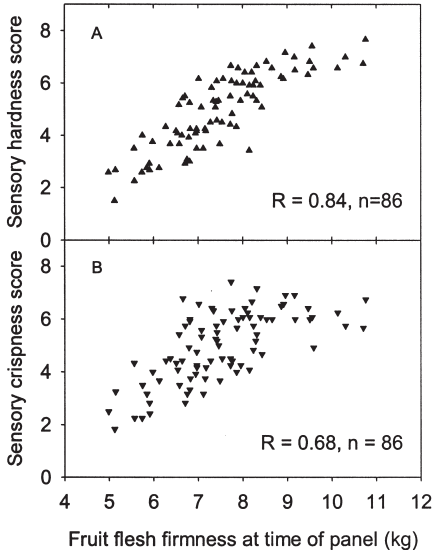 8
A
6
4
2
R = 0.84, n=86
0
Sensory hardness score
8
B
6
4
2
R = 0.68, n = 86
0
Sensory crispness score
4 5 6 7 8 9 10 11 12
Fruit flesh firmness at time of panel (kg)